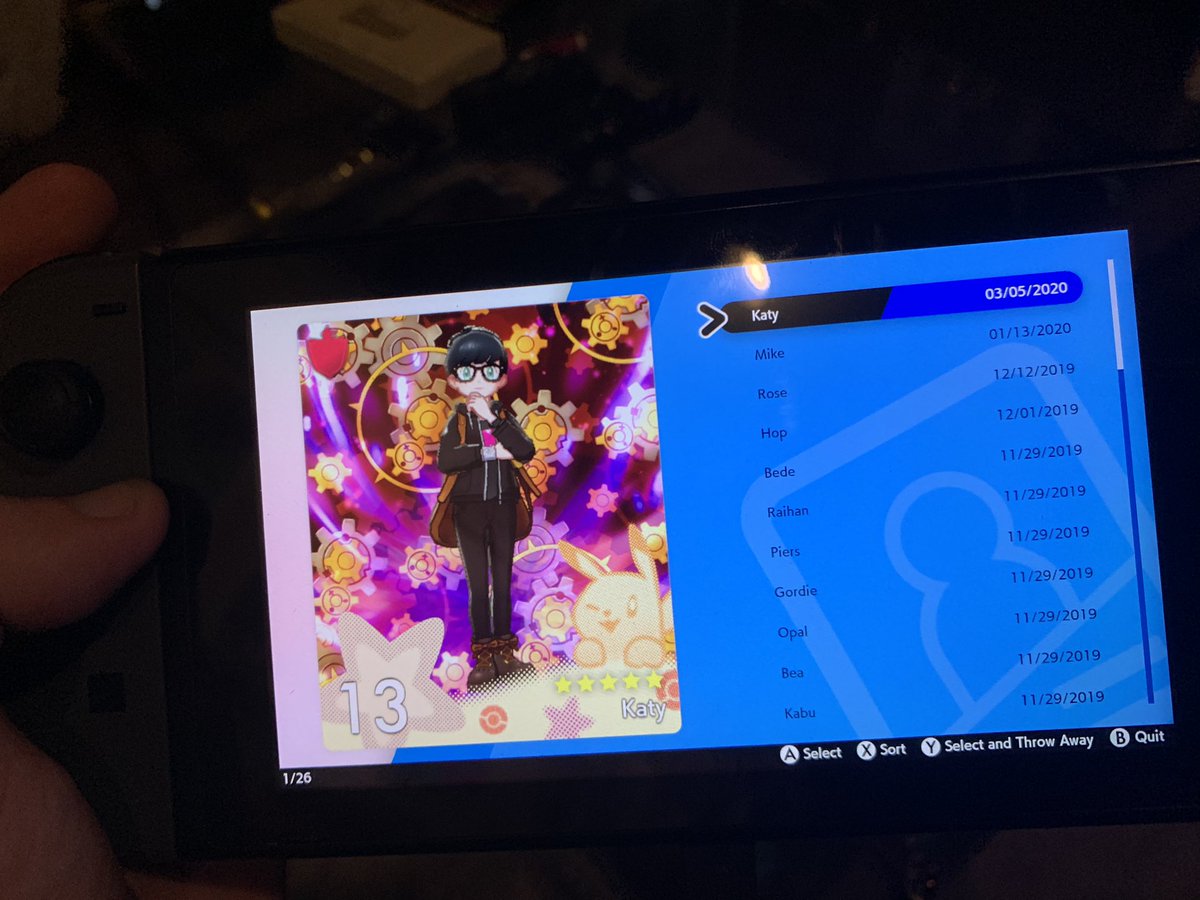 13
Katy
1/26
Katy 03/05/2020
Mike 01/13/2020
Rose 12/12/2019
Hop 12/01/2019
Bede 11/29/2019
Raihan 11/29/2019
Piers 11/29/2019
Gordie 11/29/2019
Opal 11/29/2019
Bea 11/29/2019
Kabu 11/29/2019
A Select X Sort Y Select and Throw Away B Quit